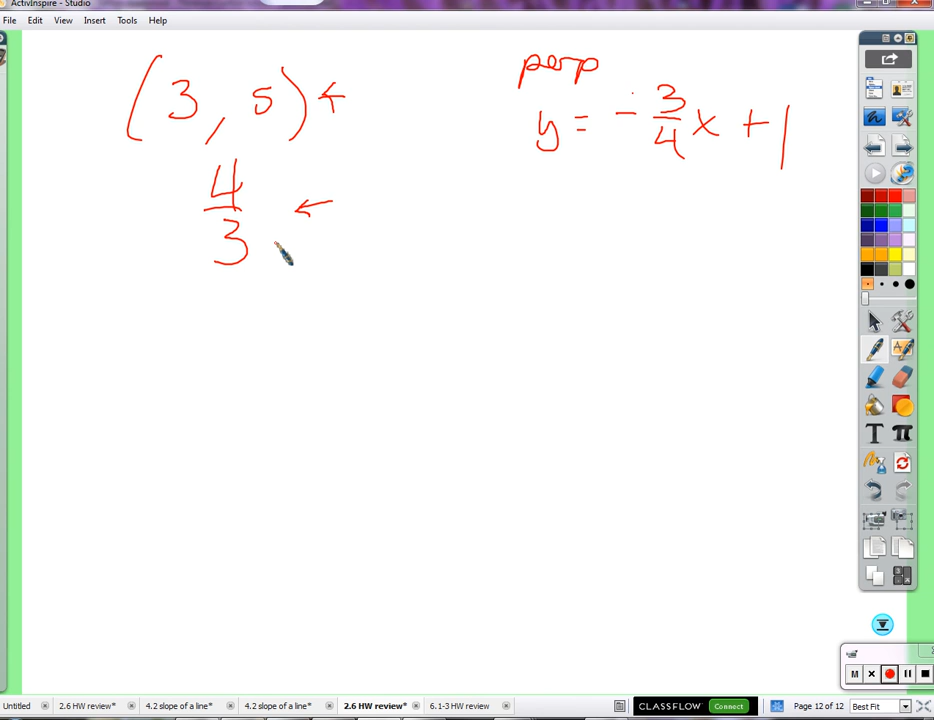 ActivInspire - Studio
File Edit View Insert Tools Help
perp
(3, 5) ←
y = - 3/4 x + 1
4/3 ←
M
Untitled
2.6 HW review*
4.2 slope of a line*
4.2 slope of a line*
2.6 HW review*
6.1-3 HW review
CLASSFLOW Connect
Page 12 of 12
Best Fit